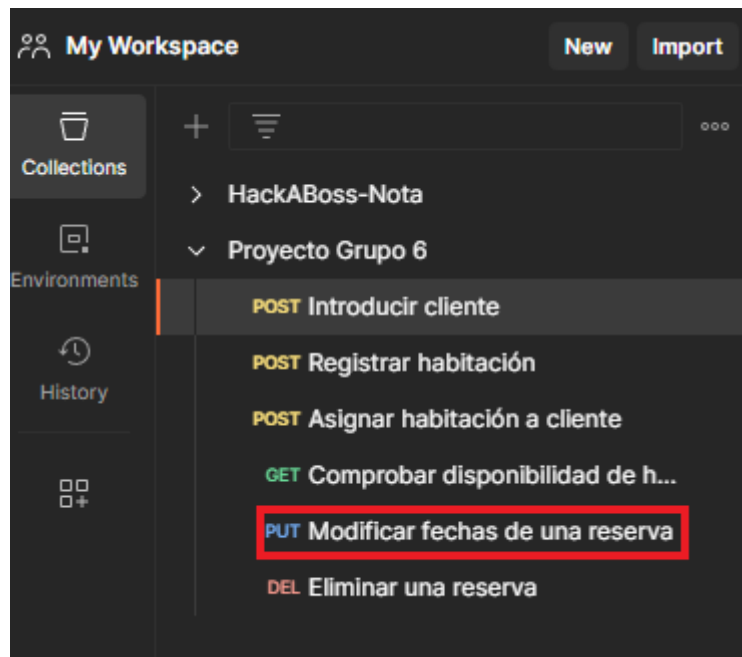 My Workspace
New
Import
Collections
HackABoss-Nota
Proyecto Grupo 6
Environments
POST Introducir cliente
POST Registrar habitación
History
POST Asignar habitación a cliente
GET Comprobar disponibilidad de h...
PUT Modificar fechas de una reserva
DEL Eliminar una reserva